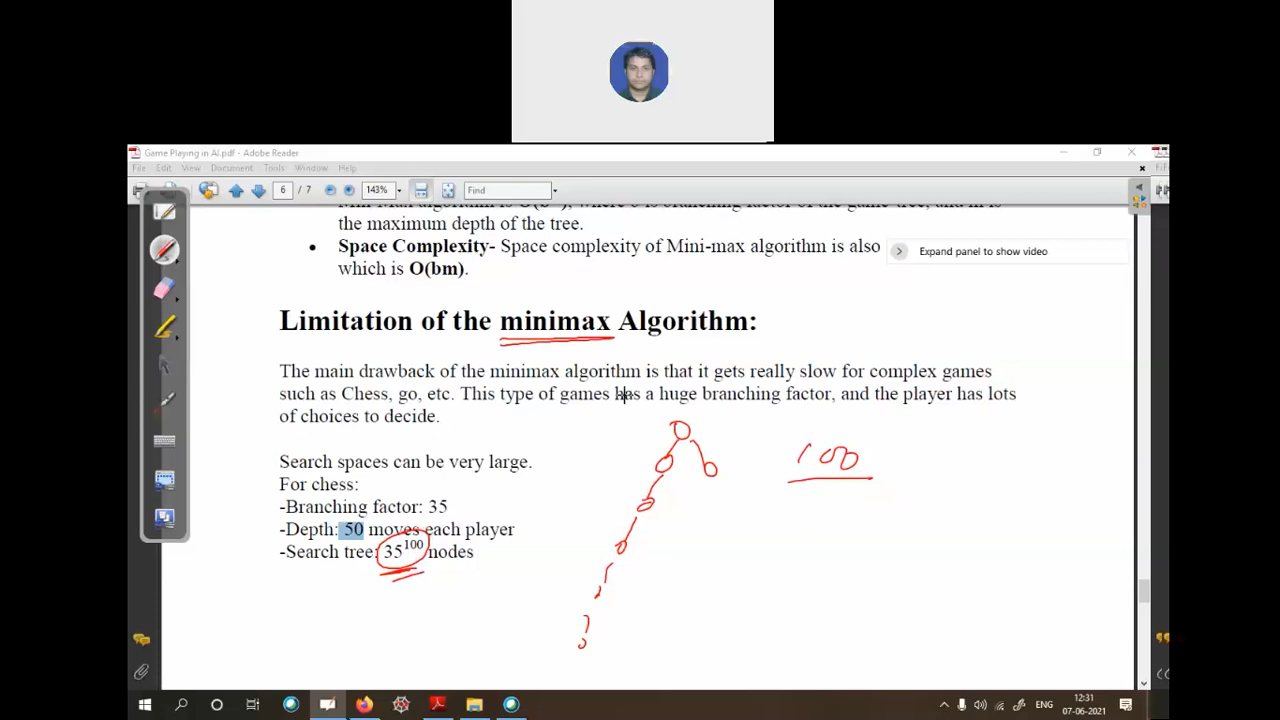 Game Playing in AI.pdf - Adobe Reader
File Edit View Document Tools Window Help
6 / 7 143% Find
the maximum depth of the tree.
• Space Complexity- Space complexity of Mini-max algorithm is also
which is O(bm).
Expand panel to show video
Limitation of the minimax Algorithm:
The main drawback of the minimax algorithm is that it gets really slow for complex games
such as Chess, go, etc. This type of games has a huge branching factor, and the player has lots
of choices to decide.
100
Search spaces can be very large.
For chess:
-Branching factor: 35
-Depth: 50 moves each player
-Search tree: 35^100 nodes
ENG
12:31
07-06-2021